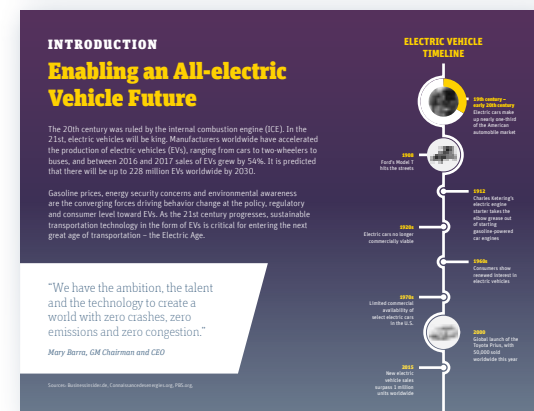 INTRODUCTION
Enabling an All-electric
Vehicle Future
The 20th century was ruled by the internal combustion engine (ICE). In the
21st, electric vehicles will be king. Manufacturers worldwide have accelerated
the production of electric vehicles (EVs), ranging from cars to two-wheelers to
buses, and between 2016 and 2017 sales of EVs grew by 54%. It is predicted
that there will be up to 228 million EVs worldwide by 2030.
Gasoline prices, energy security concerns and environmental awareness
are the converging forces driving behavior change at the policy, regulatory
and consumer level toward EVs. As the 21st century progresses, sustainable
transportation technology in the form of EVs is critical for entering the next
great age of transportation – the Electric Age.
“We have the ambition, the talent
and the technology to create a
world with zero crashes, zero
emissions and zero congestion.”
Mary Barra, GM Chairman and CEO
Sources: BusinessInsider.de, Connaissancedesenergies.org, PBS.org,
ELECTRIC VEHICLE
TIMELINE
19th century –
early 20th century
Electric cars make
up nearly one-third
of the American
automobile market
1908
Ford's Model T
hits the streets
1912
Charles Ketering's
electric engine
starter takes the
elbow grease out
of starting
gasoline-powered
car engines
1920s
Electric cars no longer
commercially viable
1960s
Consumers show
renewed interest in
electric vehicles
1970s
Limited commercial
availability of
select electric cars
in the U.S.
2000
Global launch of the
Toyota Prius, with
50,000 sold
worldwide this year
2015
New electric
vehicle sales
surpass 1 million
units worldwide